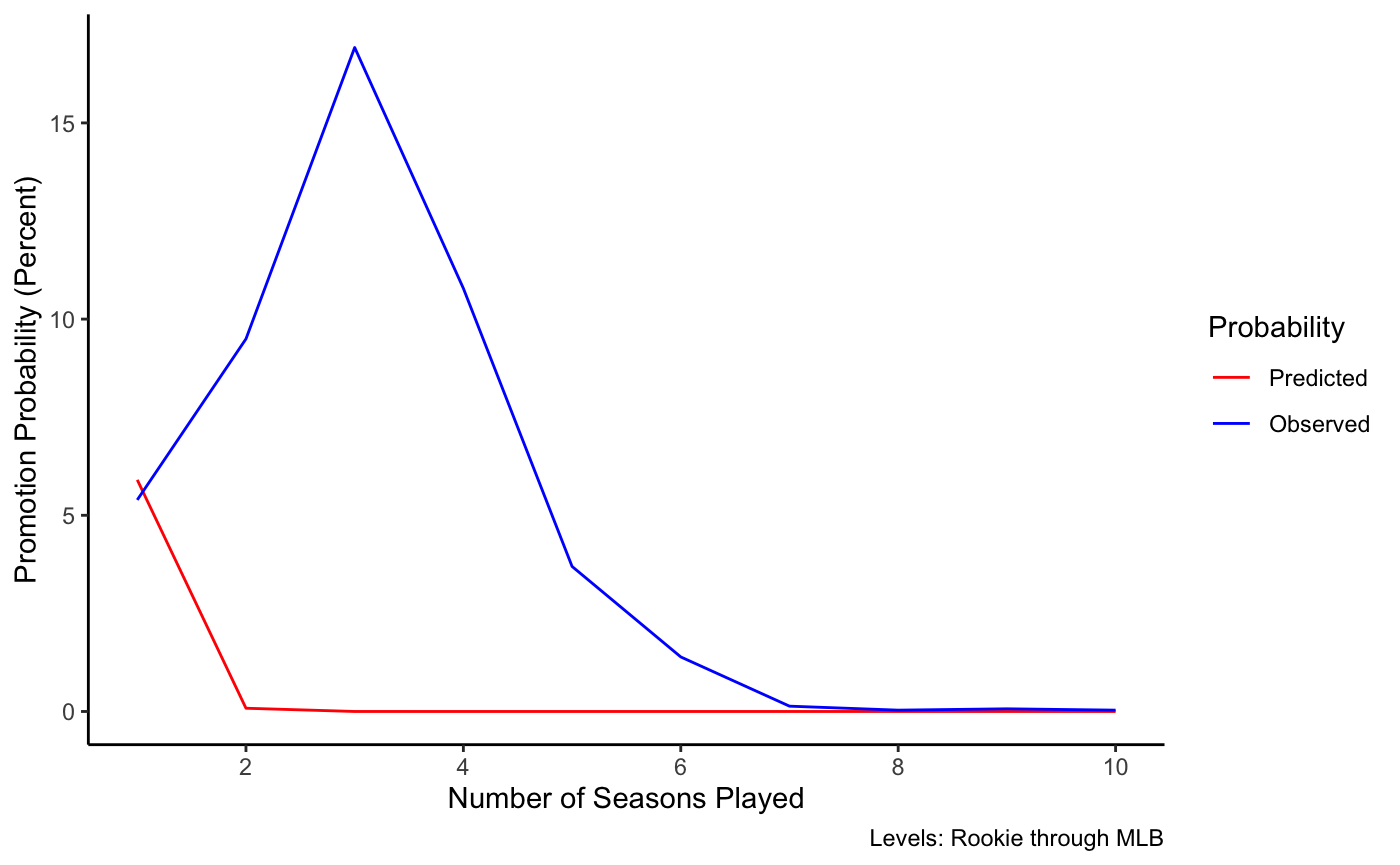 Promotion Probability (Percent)
15
10
5
0
2 4 6 8 10
Number of Seasons Played
Levels: Rookie through MLB
Probability
Predicted
Observed